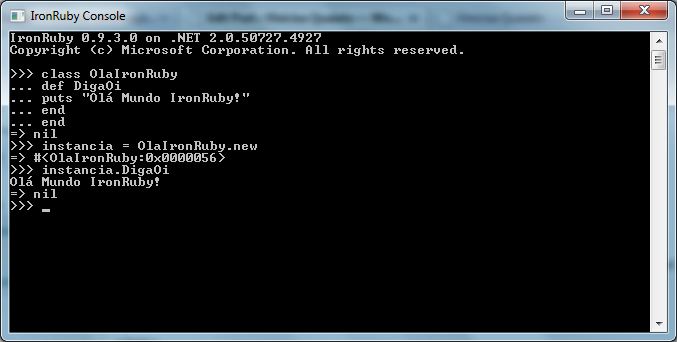 IronRuby Console
IronRuby 0.9.3.0 on .NET 2.0.50727.4927
Copyright (c) Microsoft Corporation. All rights reserved.
>>> class OlaIronRuby
... def DigaOi
... puts "Olá Mundo IronRuby!"
... end
... end
=> nil
>>> instancia = OlaIronRuby.new
=> #<OlaIronRuby:0x0000056>
>>> instancia.DigaOi
Olá Mundo IronRuby!
=> nil
>>> _